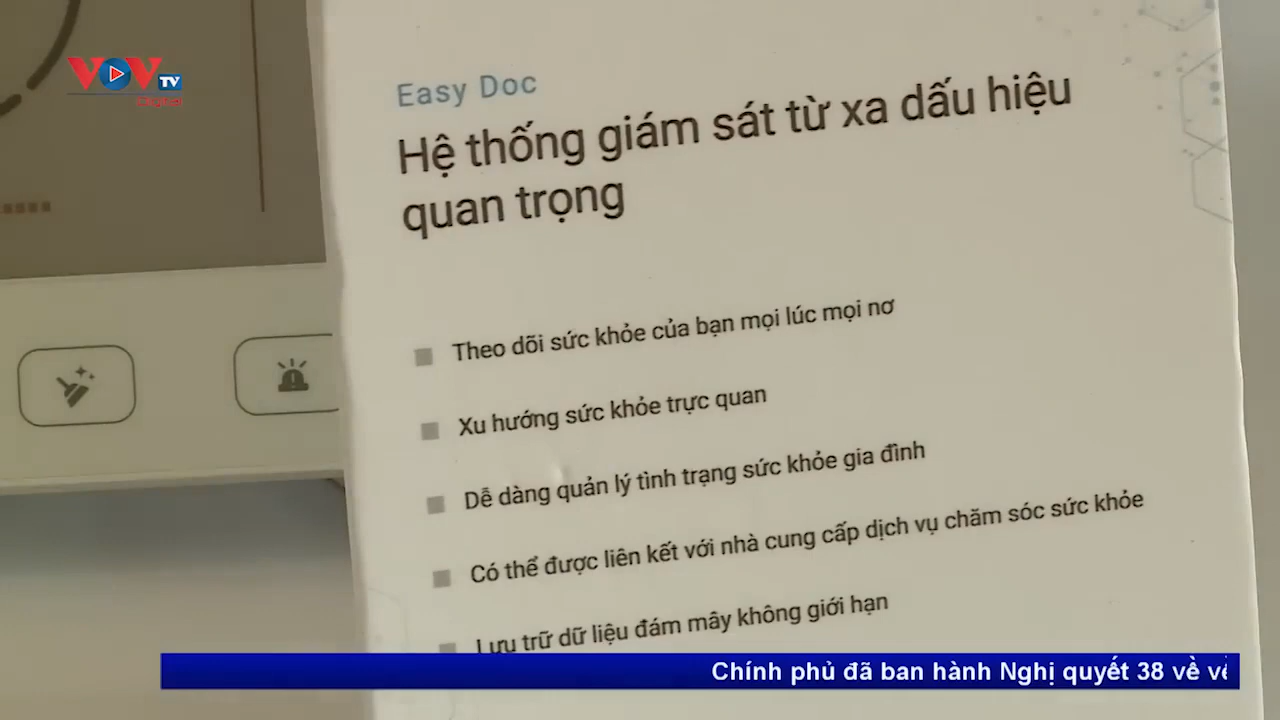 VOV TV
Digital
Easy Doc
Hệ thống giám sát từ xa dấu hiệu
quan trọng
Theo dõi sức khỏe của bạn mọi lúc mọi nơ
Xu hướng sức khỏe trực quan
Dễ dàng quản lý tình trạng sức khỏe gia đình
Có thể được liên kết với nhà cung cấp dịch vụ chăm sóc sức khỏe
Lưu trữ dữ liệu đám mây không giới hạn
Chính phủ đã ban hành Nghị quyết 38 về